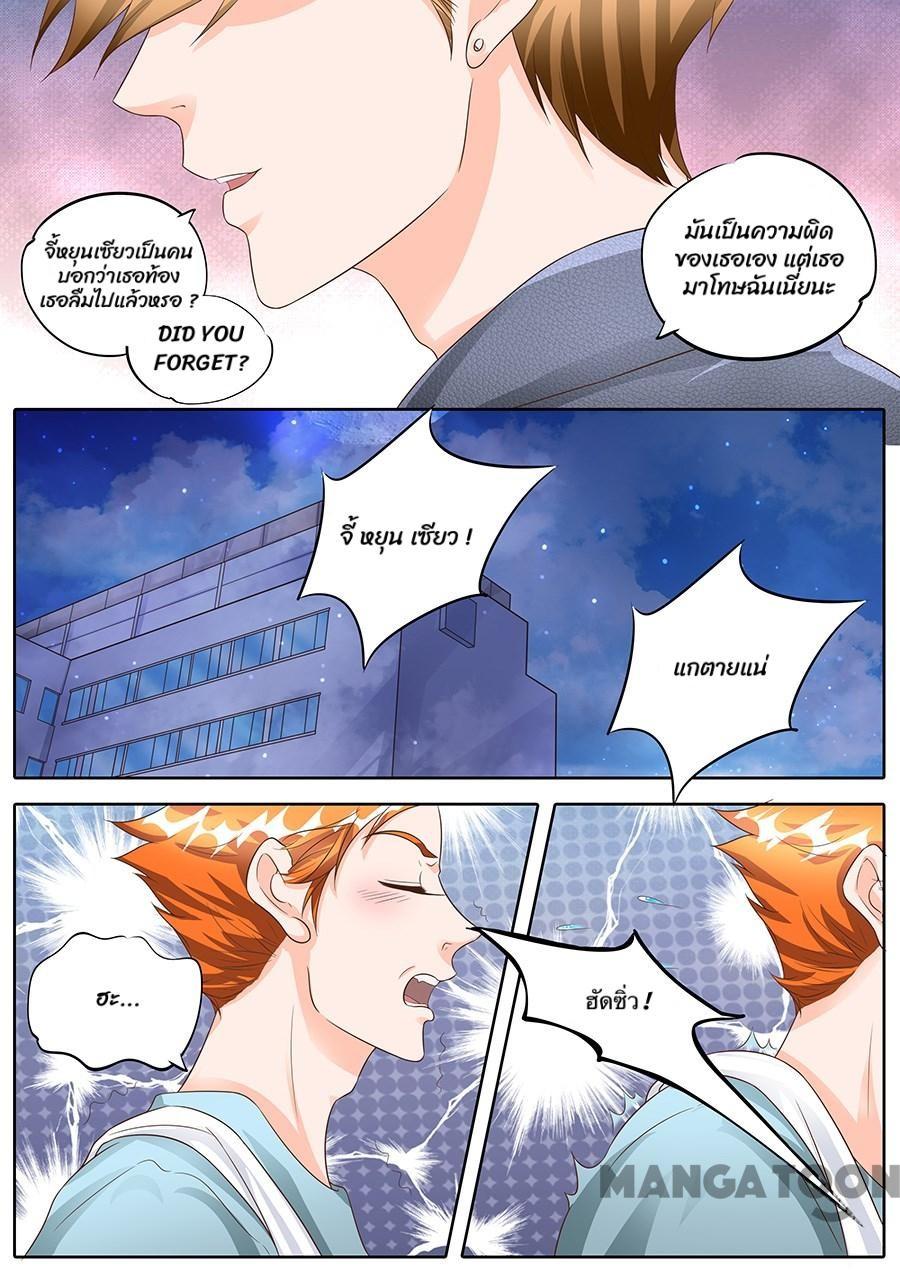 จี้หยุนเซียวเป็นคน
บอกว่าเธอท้อง
เธอลืมไปแล้วหรอ ?
DID YOU
FORGET?
มันเป็นความผิด
ของเธอเอง แต่เธอ
มาโทษฉันเนี่ยนะ
จี้ หยุน เซียว !
แกตายแน่
ฮะ...
ฮัดซิ่ว !
MANGATOON